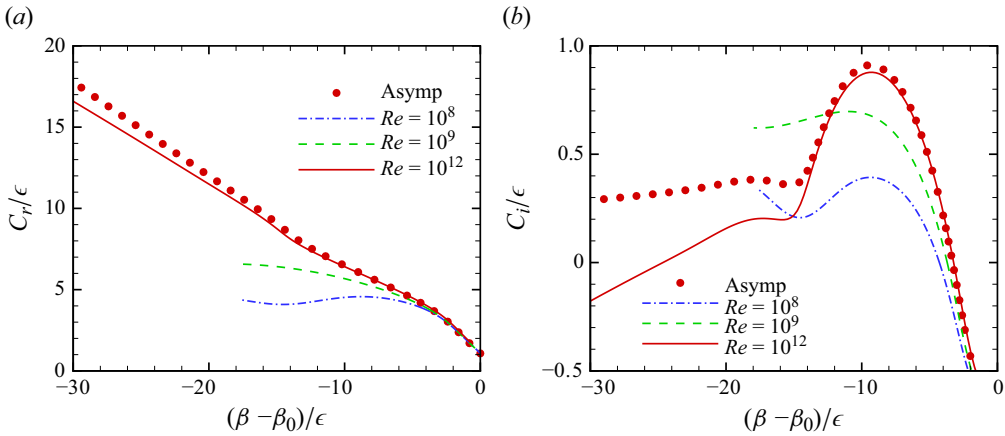 (a)
20
15
10
5
0
C_r/ϵ
−30
−20
−10
0
(β −β_0)/ϵ
Asymp
Re = 10^8
Re = 10^9
Re = 10^12
(b)
1.0
0.5
0
−0.5
C_i/ϵ
−30
−20
−10
0
(β −β_0)/ϵ
Asymp
Re = 10^8
Re = 10^9
Re = 10^12